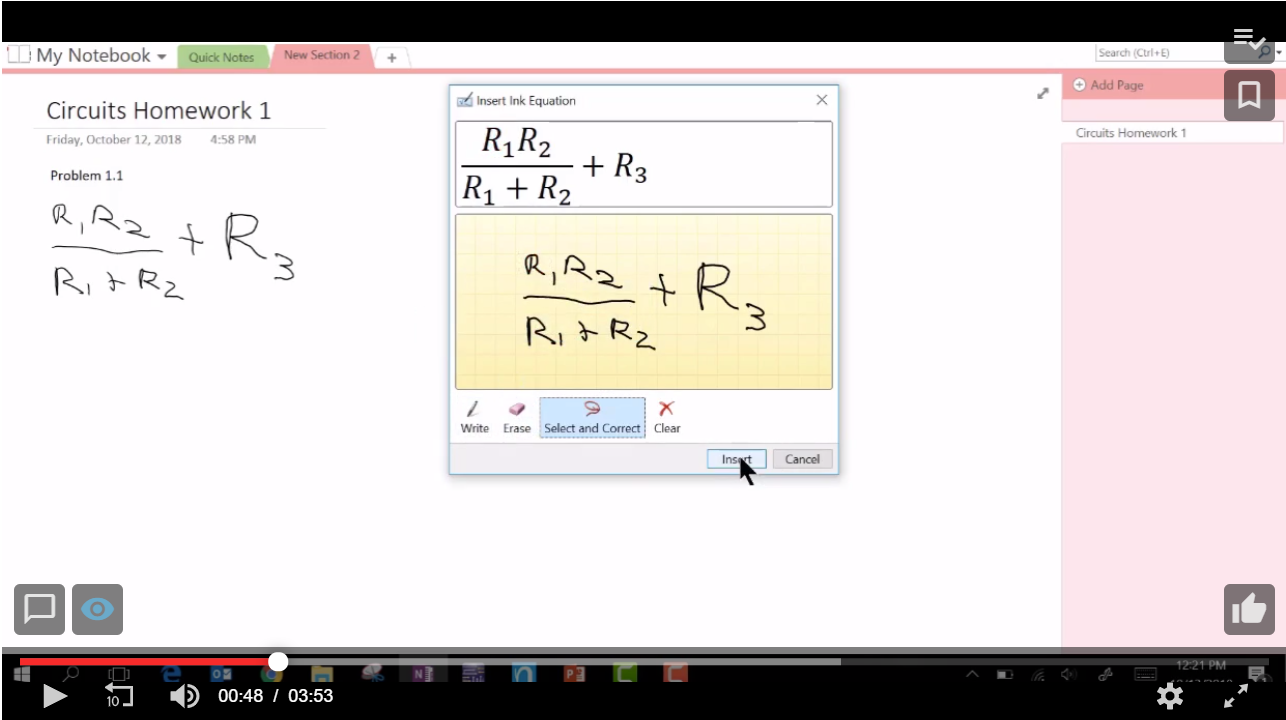 My Notebook
Quick Notes
New Section 2
Search (Ctrl+E)
Circuits Homework 1
Friday, October 12, 2018 4:58 PM
Problem 1.1
R1R2
R1 + R2
+ R3
Insert Ink Equation
R1R2
R1 + R2
+ R3
R1R2
R1 + R2
+ R3
Write
Erase
Select and Correct
Clear
Insert
Cancel
Add Page
Circuits Homework 1
12:21 PM
10
00:48 / 03:53